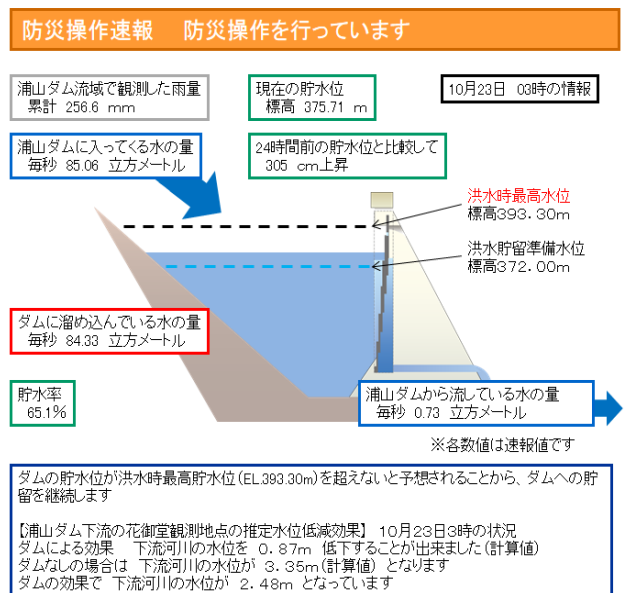 防災操作速報　防災操作を行っています
浦山ダム流域で観測した雨量
累計 256.6 mm
現在の貯水位
標高 375.71 m
10月23日 03時の情報
浦山ダムに入ってくる水の量
毎秒 85.06 立方メートル
24時間前の貯水位と比較して
305 cm上昇
洪水時最高水位
標高393.30m
洪水貯留準備水位
標高372.00m
ダムに溜め込んでいる水の量
毎秒 84.33 立方メートル
貯水率
65.1%
浦山ダムから流している水の量
毎秒 0.73 立方メートル
※各数値は速報値です
ダムの貯水位が洪水時最高貯水位(EL.393.30m)を超えないと予想されることから、ダムへの貯
留を継続します
【浦山ダム下流の花御堂観測地点の推定水位低減効果】 10月23日3時の状況
ダムによる効果　下流河川の水位を 0.87m 低下することが出来ました(計算値)
ダムなしの場合は 下流河川の水位が 3.35m(計算値) となります
ダムの効果で 下流河川の水位が 2.48m となっています